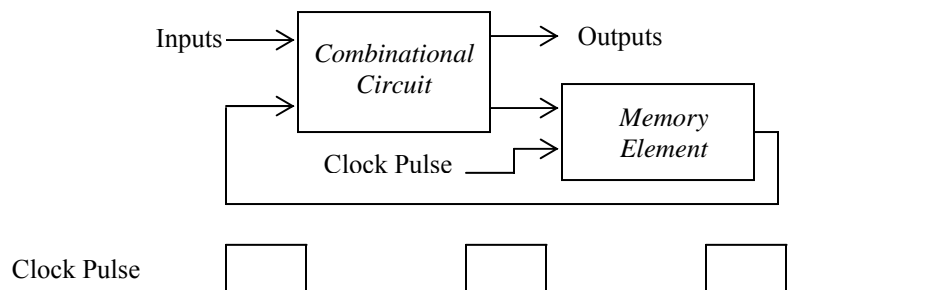 Inputs
Combinational
Circuit
Outputs
Memory
Element
Clock Pulse
Clock Pulse